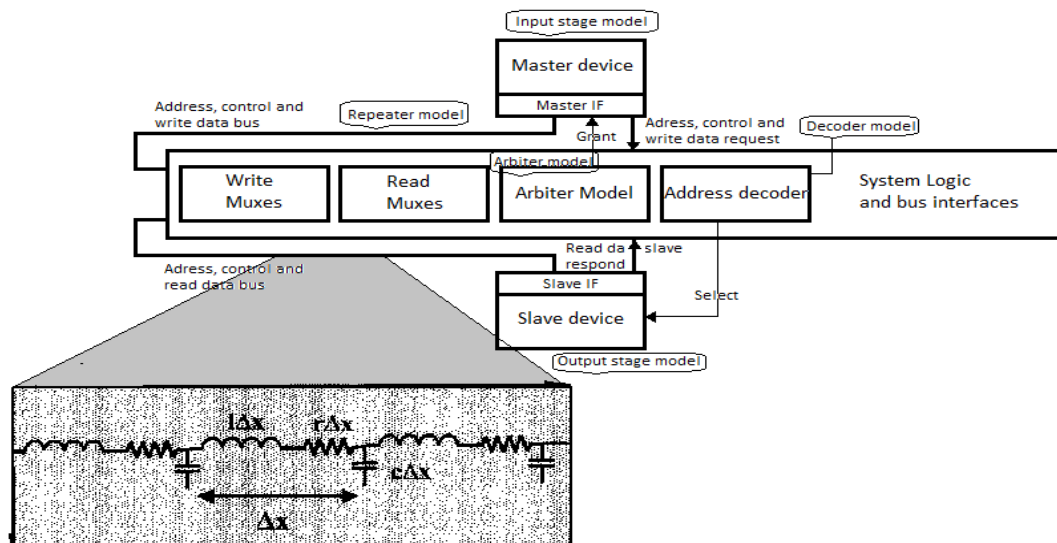 Input stage model
Master device
Master IF
Address, control and
write data bus
Repeater model
Grant
Adress, control and
write data request
Decoder model
Arbiter model
Write
Muxes
Read
Muxes
Arbiter Model
Address decoder
System Logic
and bus interfaces
Adress, control and
read data bus
Read da slave
respond
Slave IF
Slave device
Select
Output stage model
lΔx
rΔx
cΔx
Δx